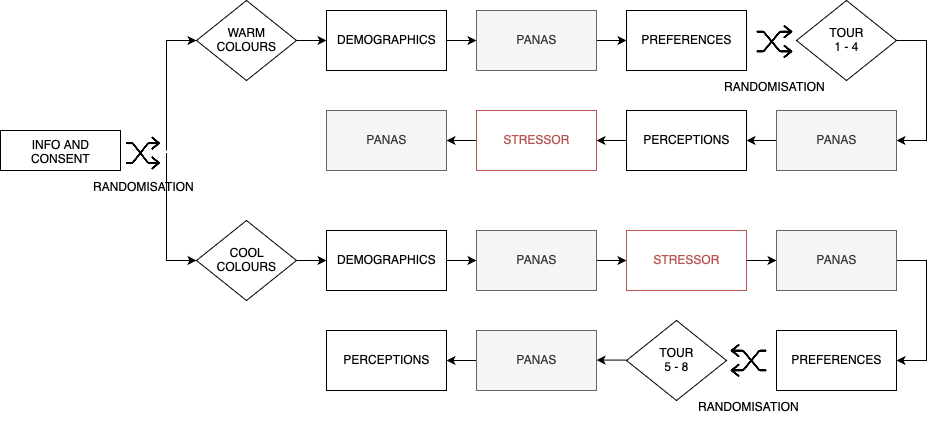 WARM
COLOURS
DEMOGRAPHICS
PANAS
PREFERENCES
TOUR
1 - 4
RANDOMISATION
INFO AND
CONSENT
RANDOMISATION
PANAS
STRESSOR
PERCEPTIONS
PANAS
COOL
COLOURS
DEMOGRAPHICS
PANAS
STRESSOR
PANAS
PERCEPTIONS
PANAS
TOUR
5 - 8
PREFERENCES
RANDOMISATION